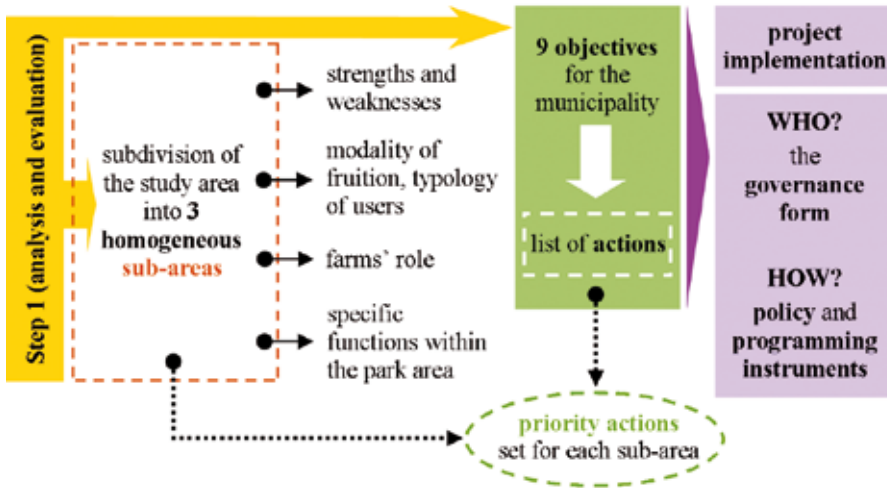 Step 1 (analysis and evaluation)
subdivision of
the study area
into 3
homogeneous
sub-areas
strengths and
weaknesses
modality of
fruition, typology
of users
farms' role
specific
functions within
the park area
9 objectives
for the
municipality
list of actions
priority actions
set for each sub-area
project
implementation
WHO?
the
governance
form
HOW?
policy and
programming
instruments